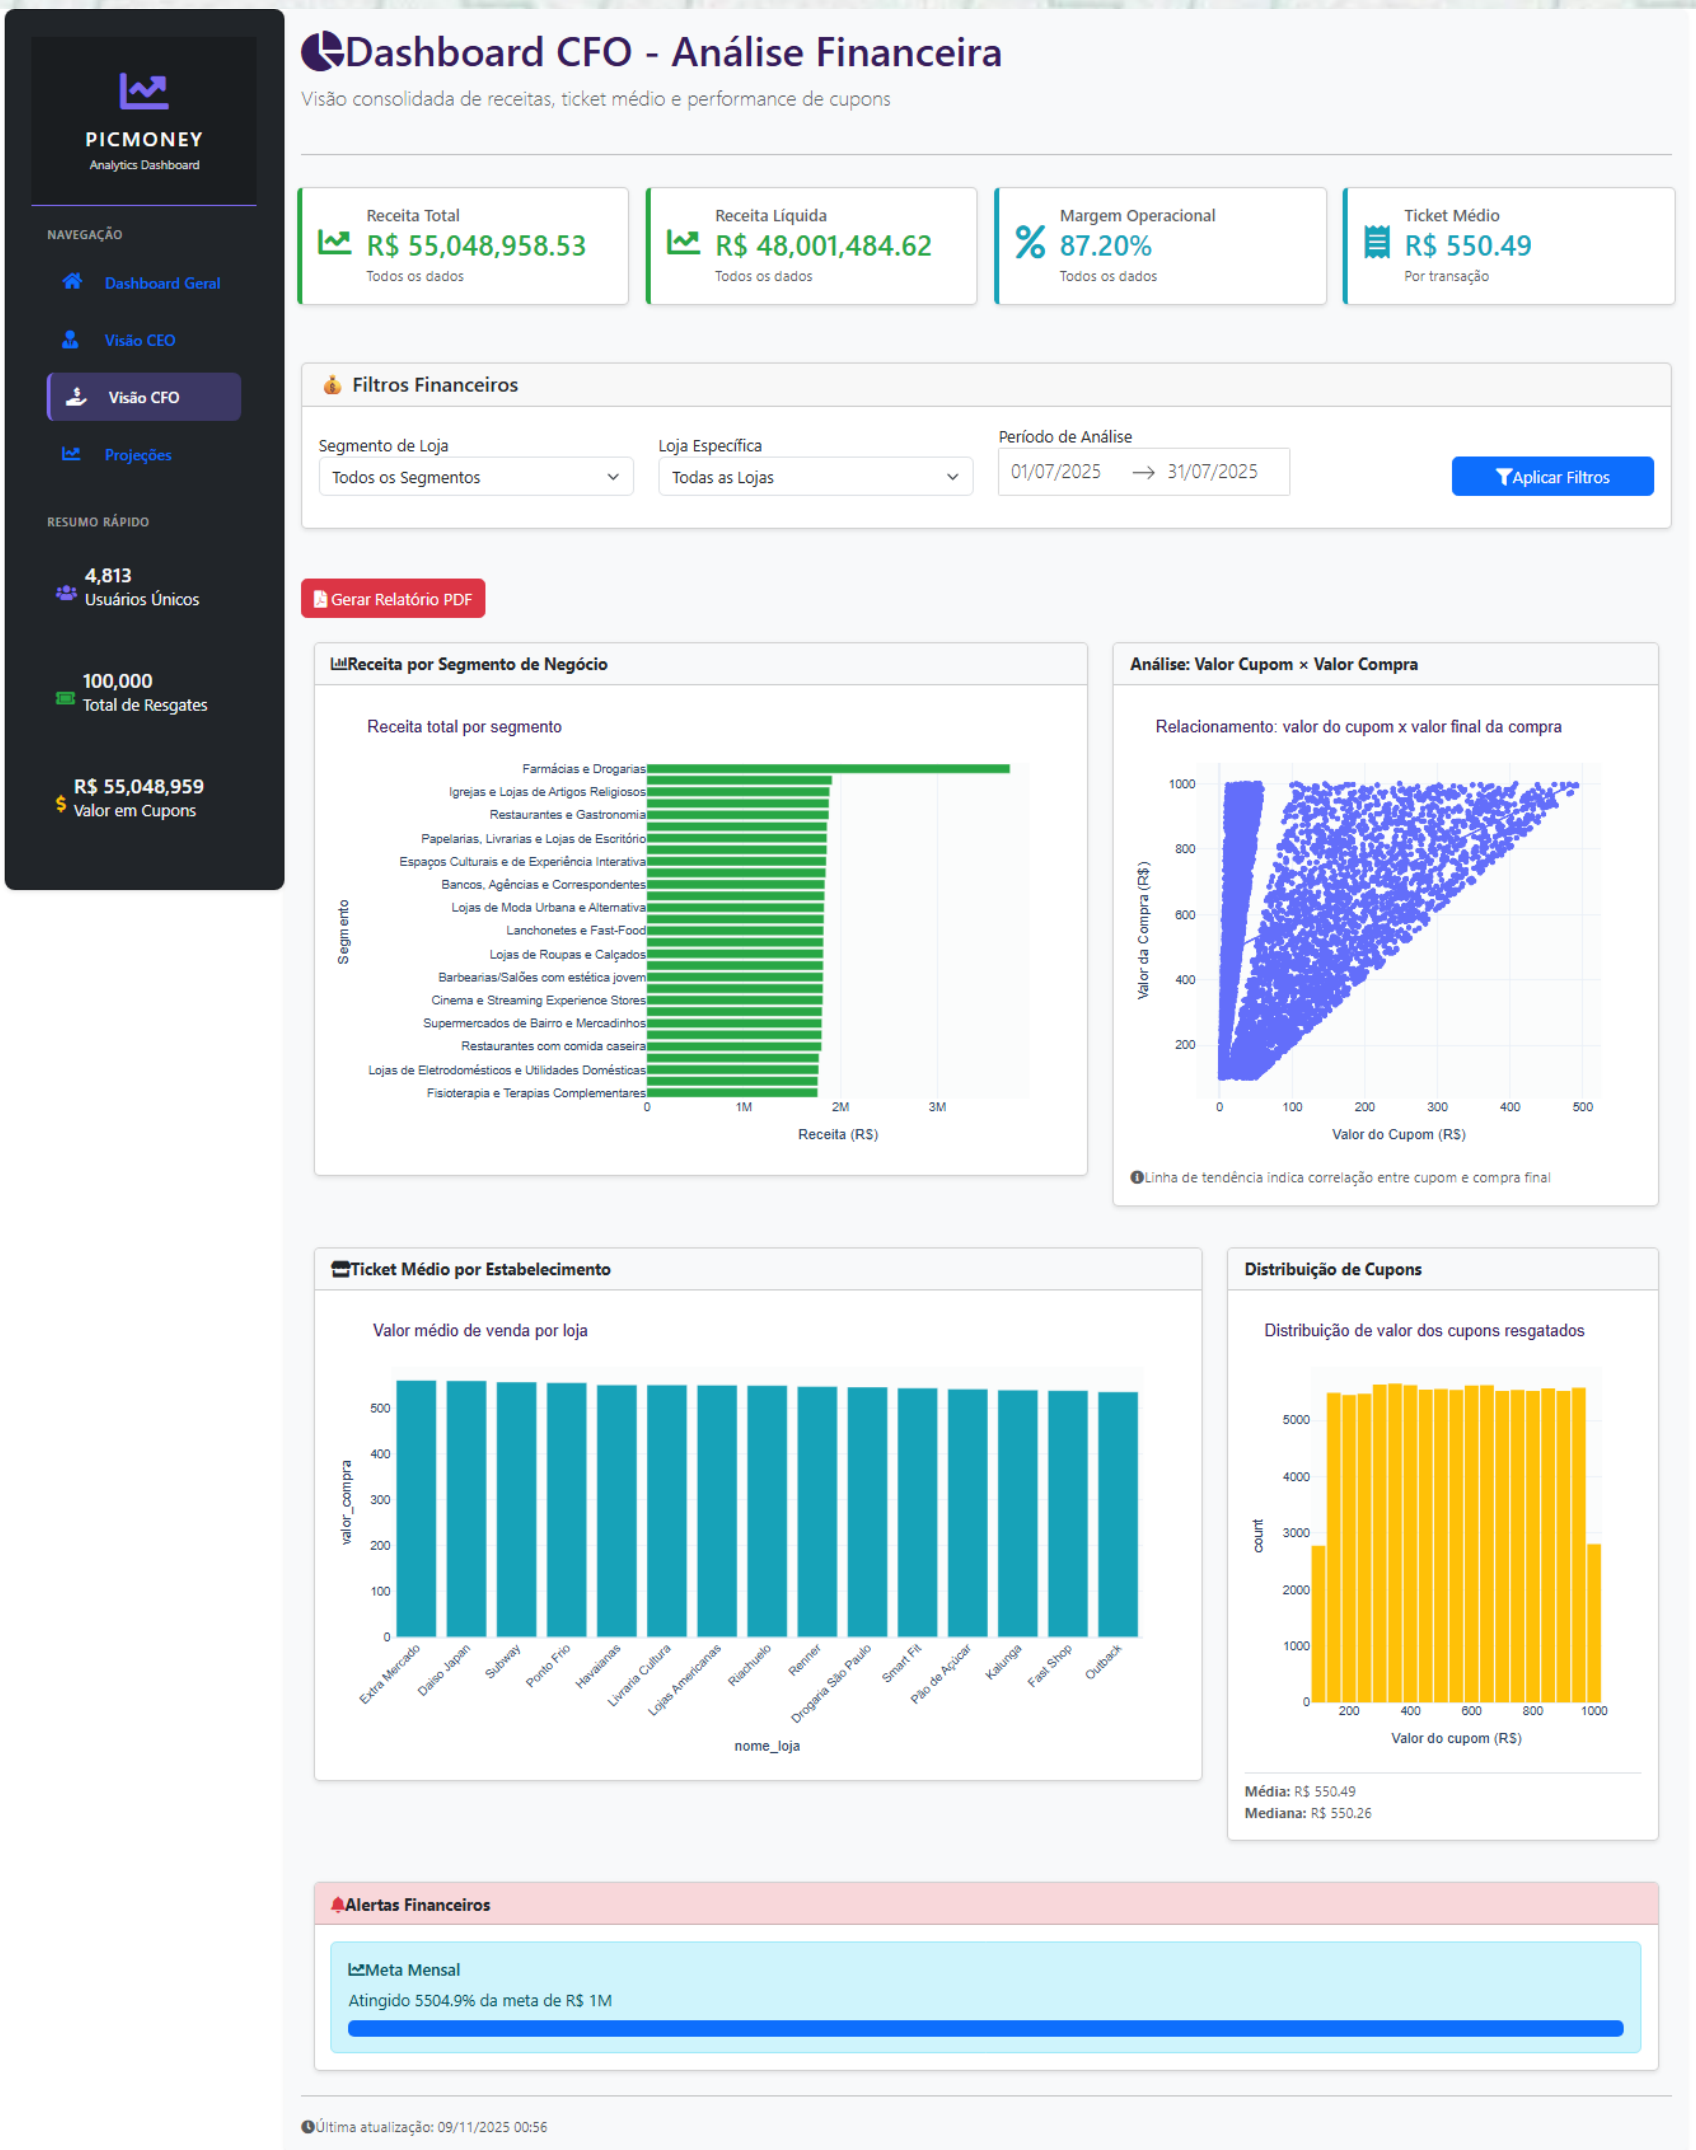 PICMONEY
Analytics Dashboard
NAVEGAÇÃO
Dashboard Geral
Visão CEO
Visão CFO
Projeções
RESUMO RÁPIDO
4,813
Usuários Únicos
100,000
Total de Resgates
R$ 55,048,959
Valor em Cupons
Dashboard CFO - Análise Financeira
Visão consolidada de receitas, ticket médio e performance de cupons
Receita Total
R$ 55,048,958.53
Todos os dados
Receita Líquida
R$ 48,001,484.62
Todos os dados
Margem Operacional
87.20%
Todos os dados
Ticket Médio
R$ 550.49
Por transação
Filtros Financeiros
Segmento de Loja
Todos os Segmentos
Loja Específica
Todas as Lojas
Período de Análise
01/07/2025 → 31/07/2025
Aplicar Filtros
Gerar Relatório PDF
Receita por Segmento de Negócio
Receita total por segmento
Segmento
Farmácias e Drogarias
Igrejas e Lojas de Artigos Religiosos
Restaurantes e Gastronomia
Papelarias, Livrarias e Lojas de Escritório
Espaços Culturais e de Experiência Interativa
Bancos, Agências e Correspondentes
Lojas de Moda Urbana e Alternativa
Lanchonetes e Fast-Food
Lojas de Roupas e Calçados
Barbearias/Salões com estética jovem
Cinema e Streaming Experience Stores
Supermercados de Bairro e Mercadinhos
Restaurantes com comida caseira
Lojas de Eletrodomésticos e Utilidades Domésticas
Fisioterapia e Terapias Complementares
0 1M 2M 3M
Receita (R$)
Análise: Valor Cupom × Valor Compra
Relacionamento: valor do cupom x valor final da compra
Valor da Compra (R$)
1000
800
600
400
200
0 100 200 300 400 500
Valor do Cupom (R$)
Linha de tendência indica correlação entre cupom e compra final
Ticket Médio por Estabelecimento
Valor médio de venda por loja
valor_compra
500
400
300
200
100
0
Extra Mercado
Daiso Japan
Subway
Ponto Frio
Havaianas
Livraria Cultura
Lojas Americanas
Riachuelo
Renner
Drogaria São Paulo
Smart Fit
Pão de Açúcar
Kalunga
Fast Shop
Outback
nome_loja
Distribuição de Cupons
Distribuição de valor dos cupons resgatados
count
5000
4000
3000
2000
1000
0
200 400 600 800 1000
Valor do cupom (R$)
Média: R$ 550.49
Mediana: R$ 550.26
Alertas Financeiros
Meta Mensal
Atingido 5504.9% da meta de R$ 1M
Última atualização: 09/11/2025 00:56